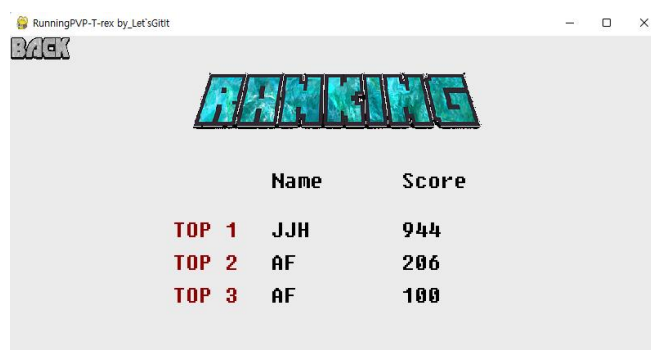 RunningPVP-T-rex by_Let'sGitIt
BACK
RANKING
Name Score
TOP 1 JJH 944
TOP 2 AF 206
TOP 3 AF 100